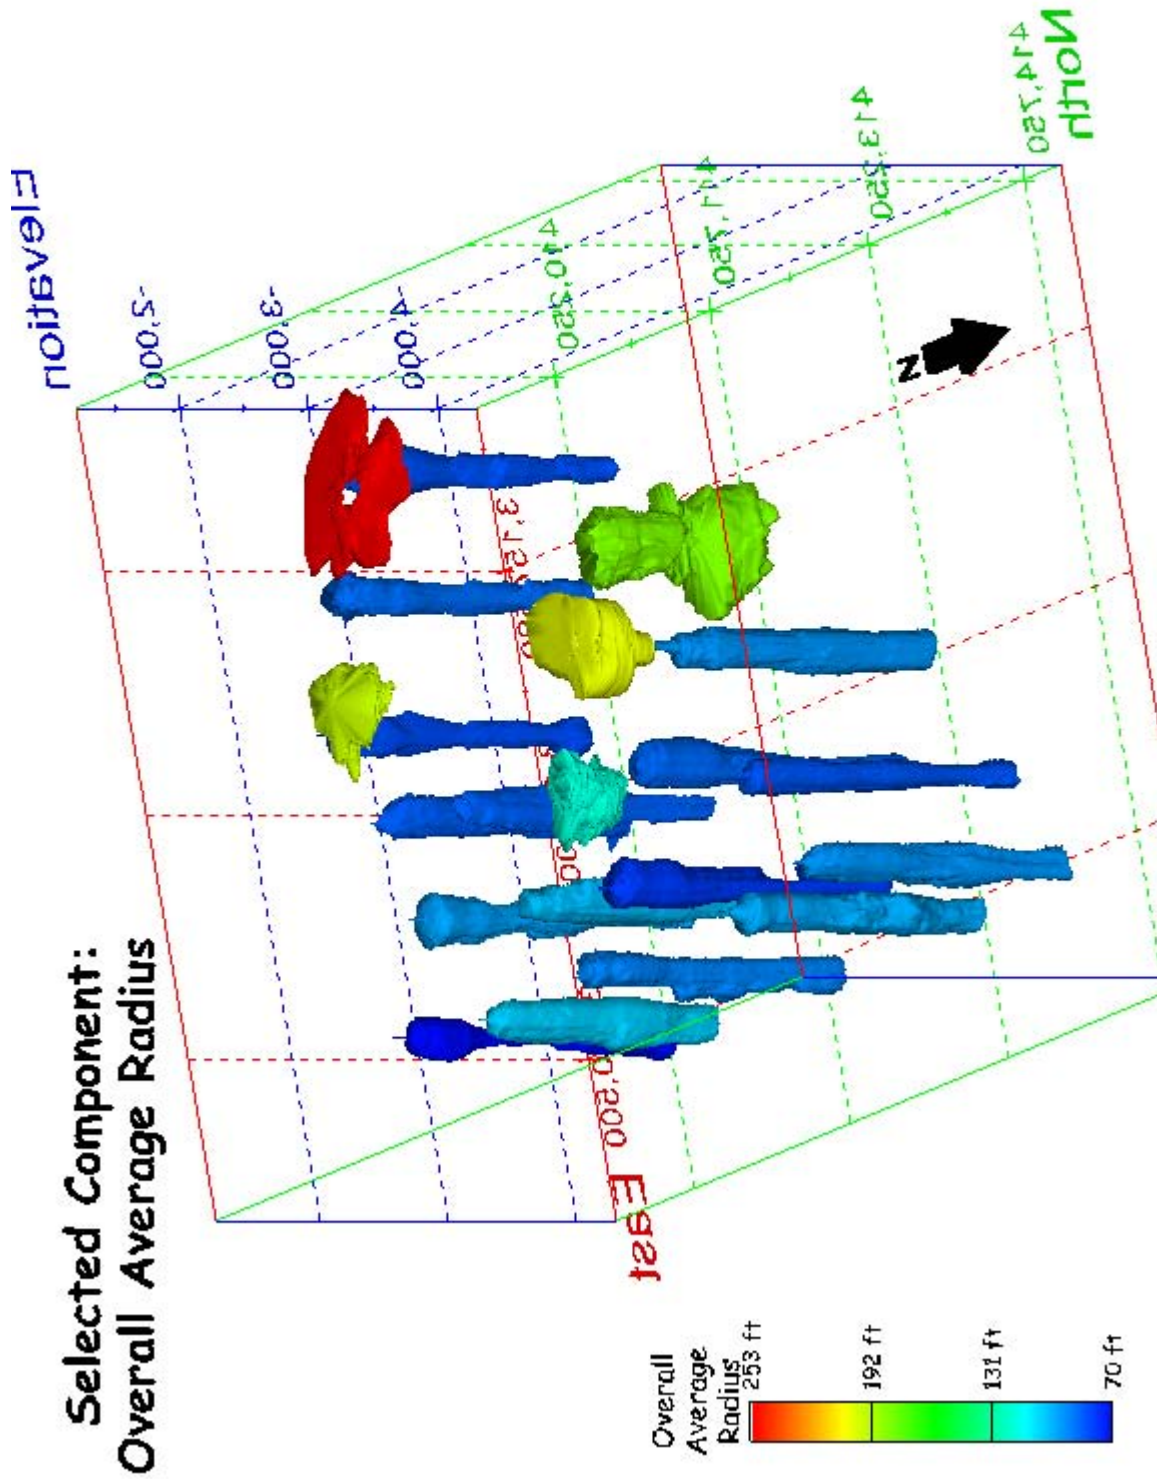 Selected Component:
Overall Average Radius
Elevation
-2,000
-3,000
-4,000
North
414,750
413,250
411,750
410,250
N
East
Overall
Average
Radius
253 ft
192 ft
131 ft
70 ft